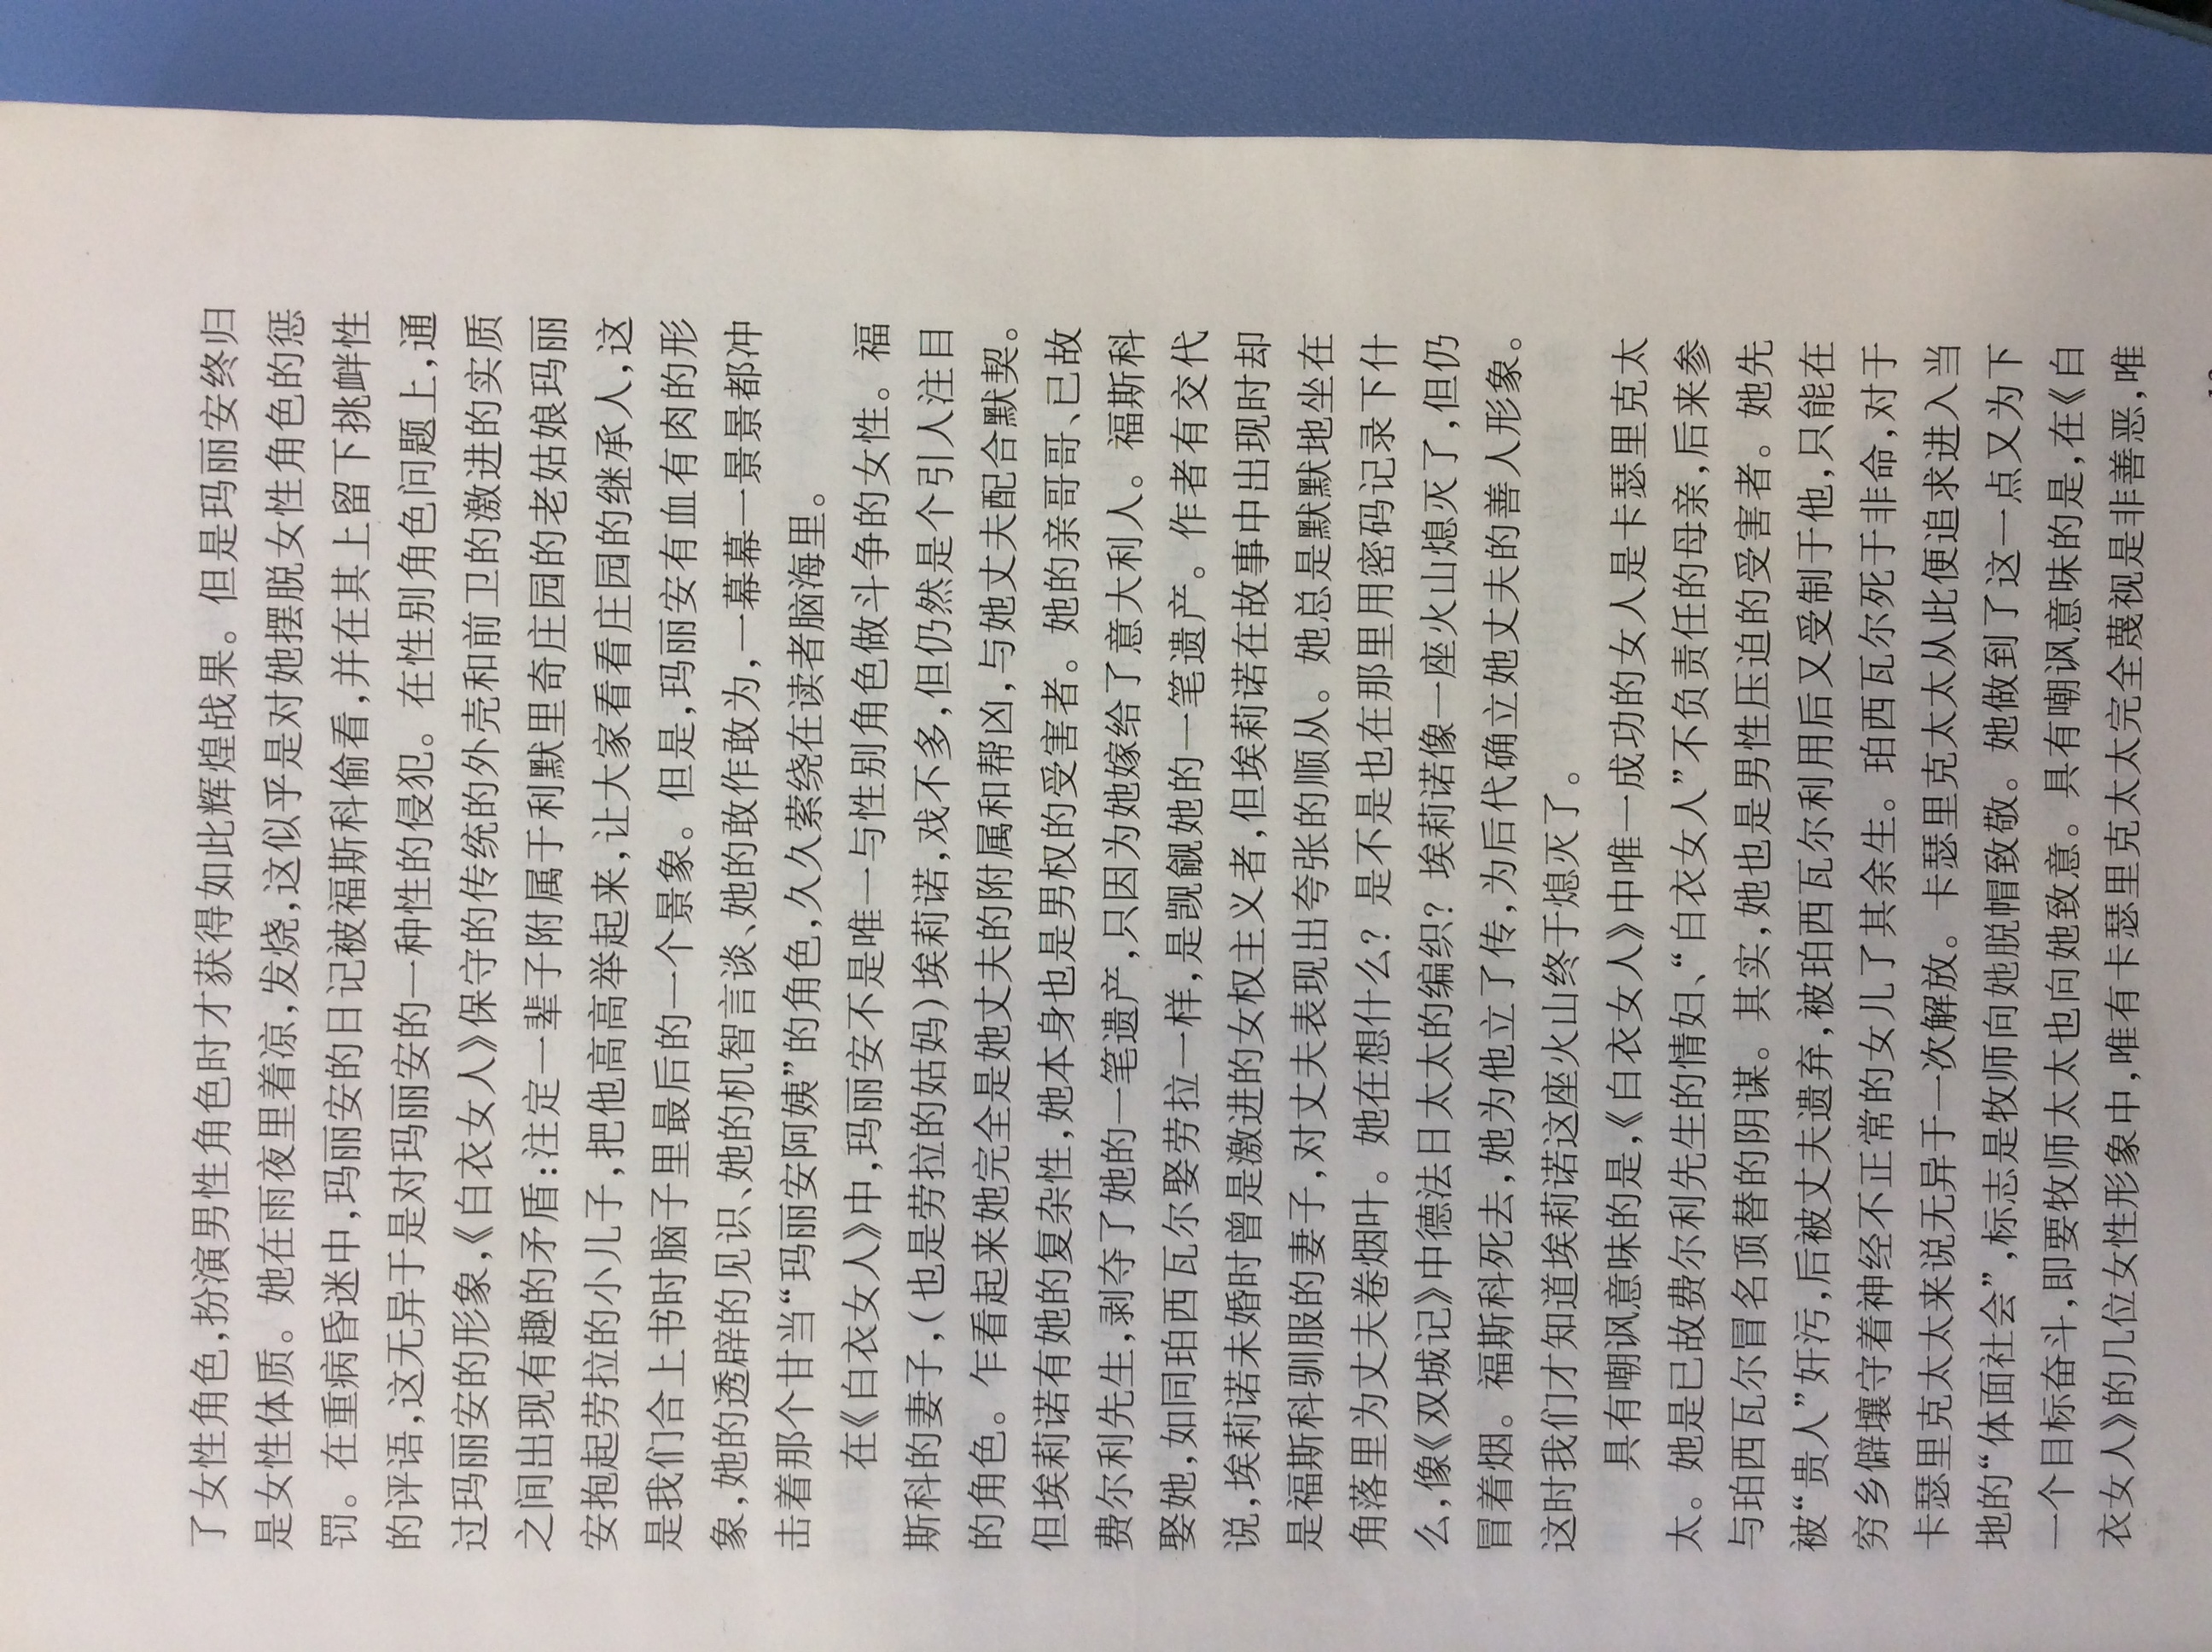 了女性角色,扮演男性角色时才获得如此辉煌战果。但是玛丽安终归
是女性体质。她在雨夜里着凉,发烧,这似乎是对她摆脱女性角色的惩
罚。在重病昏迷中,玛丽安的日记被福斯科偷看,并在其上留下挑衅性
的评语,这无异于是对玛丽安的一种性的侵犯。在性别角色问题上,通
过玛丽安的形象,《白衣女人》保守的传统的外壳和前卫的激进的实质
之间出现有趣的矛盾:注定一辈子附属于利默里奇庄园的老姑娘玛丽
安抱起劳拉的小儿子,把他高高举起来,让大家看看庄园的继承人,这
是我们合上书时脑子里最后的一个景象。但是,玛丽安有血有肉的形
象,她的透辟的见识、她的机智言谈、她的敢作敢为,一幕幕一景景都冲
击着那个甘当“玛丽安阿姨”的角色,久久萦绕在读者脑海里。
在《白衣女人》中,玛丽安不是唯一与性别角色做斗争的女性。福
斯科的妻子,(也是劳拉的姑妈)埃莉诺,戏不多,但仍然是个引人注目
的角色。乍看起来她完全是她丈夫的附属和帮凶,与她丈夫配合默契。
但埃莉诺有她的复杂性,她本身也是男权的受害者。她的亲哥哥、已故
费尔利先生,剥夺了她的一笔遗产,只因为她嫁给了意大利人。福斯科
娶她,如同珀西瓦尔娶劳拉一样,是觊觎她的一笔遗产。作者有交代
说,埃莉诺未婚时曾是激进的女权主义者,但埃莉诺在故事中出现时却
是福斯科驯服的妻子,对丈夫表现出夸张的顺从。她总是默默地坐在
角落里为丈夫卷烟叶。她在想什么?是不是也在那里用密码记录下什
么,像《双城记》中德法日太太的编织?埃莉诺像一座火山熄灭了,但仍
冒着烟。福斯科死去,她为他立了传,为后代确立她丈夫的善人形象。
这时我们才知道埃莉诺这座火山终于熄灭了。
具有嘲讽意味的是,《白衣女人》中唯一成功的女人是卡瑟里克太
太。她是已故费尔利先生的情妇、“白衣女人”不负责任的母亲,后来参
与珀西瓦尔冒名顶替的阴谋。其实,她也是男性压迫的受害者。她先
被“贵人”奸污,后被丈夫遗弃,被珀西瓦尔利用后又受制于他,只能在
穷乡僻壤守着神经不正常的女儿了其余生。珀西瓦尔死于非命,对于
卡瑟里克太太来说无异于一次解放。卡瑟里克太太从此便追求进入当
地的“体面社会”,标志是牧师向她脱帽致敬。她做到了这一点又为下
一个目标奋斗,即要牧师太太也向她致意。具有嘲讽意味的是,在《白
衣女人》的几位女性形象中,唯有卡瑟里克太太完全蔑视是非善恶,唯